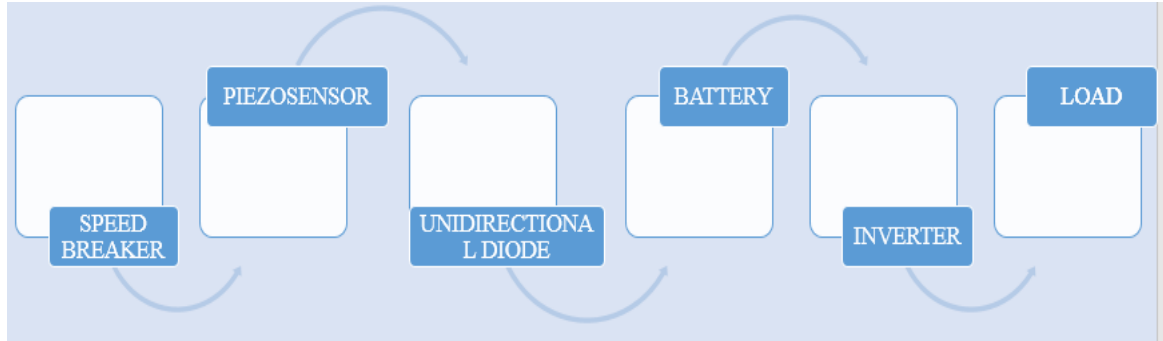 SPEED
BREAKER
PIEZOSENSOR
UNIDIRECTIONA
L DIODE
BATTERY
INVERTER
LOAD